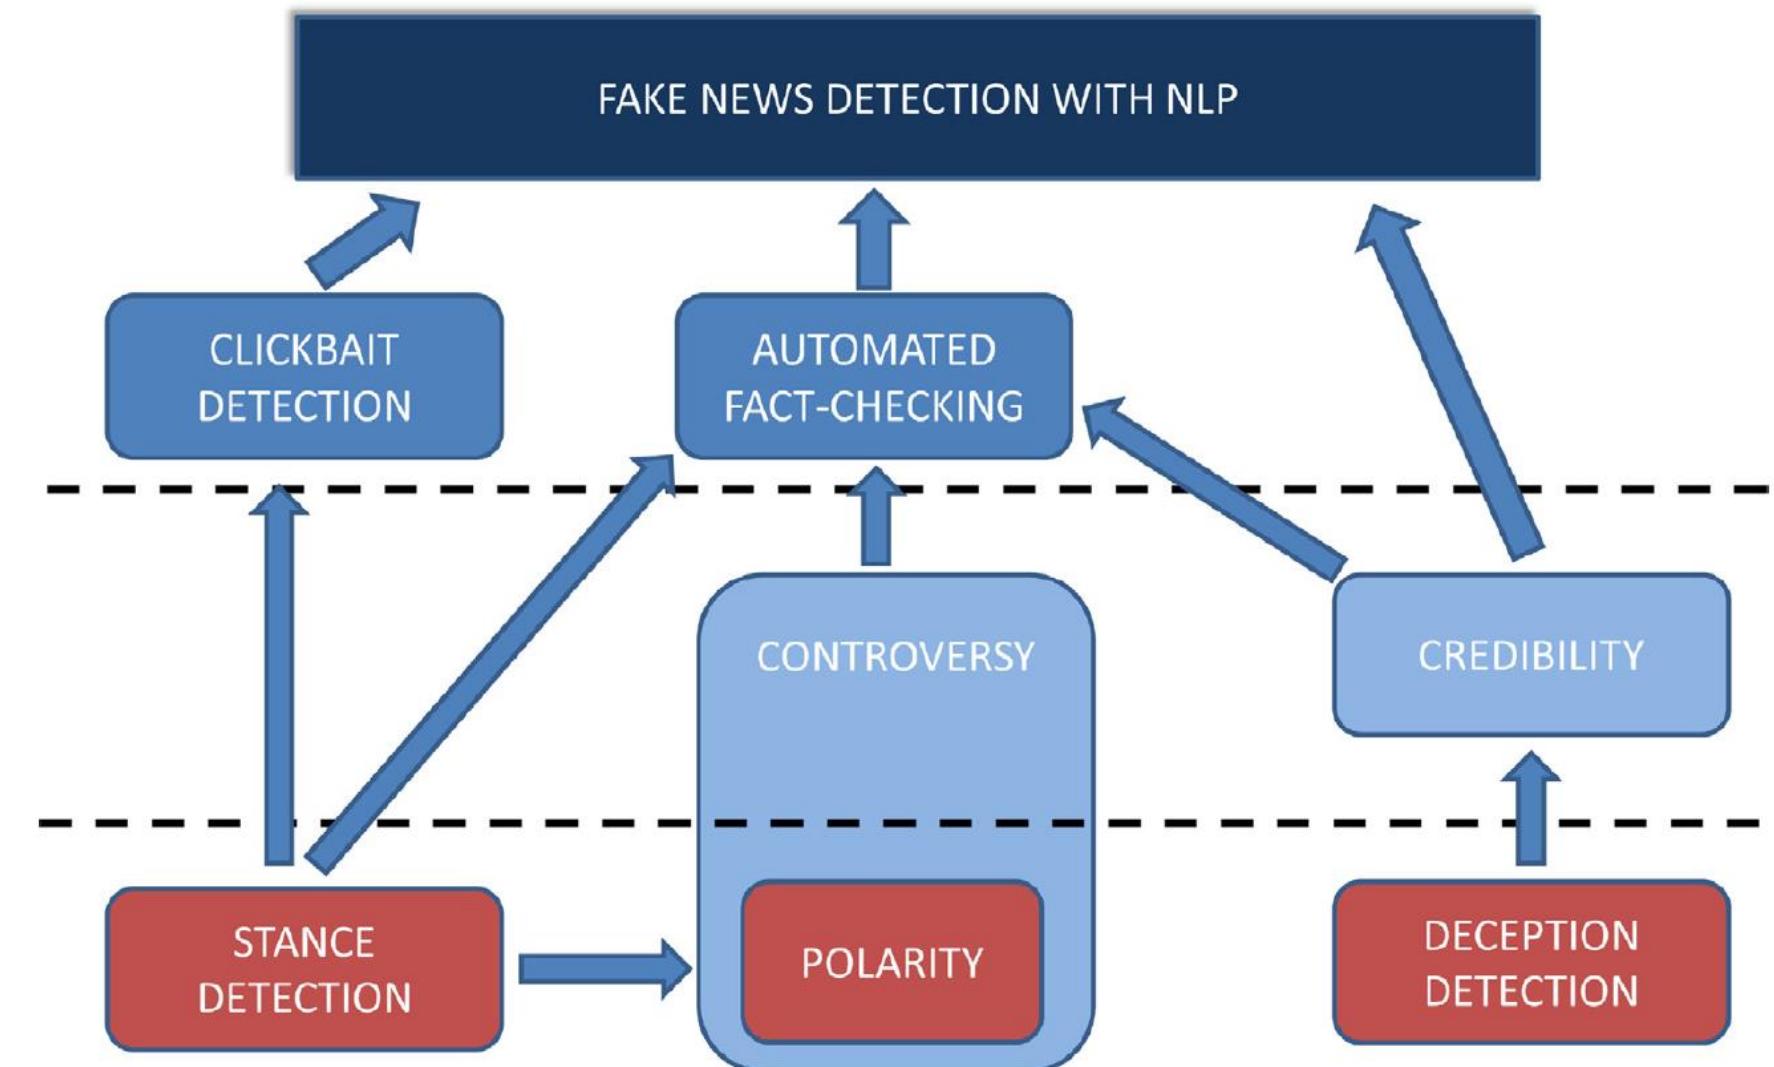 FAKE NEWS DETECTION WITH NLP
CLICKBAIT
DETECTION
AUTOMATED
FACT-CHECKING
CONTROVERSY
CREDIBILITY
STANCE
DETECTION
POLARITY
DECEPTION
DETECTION